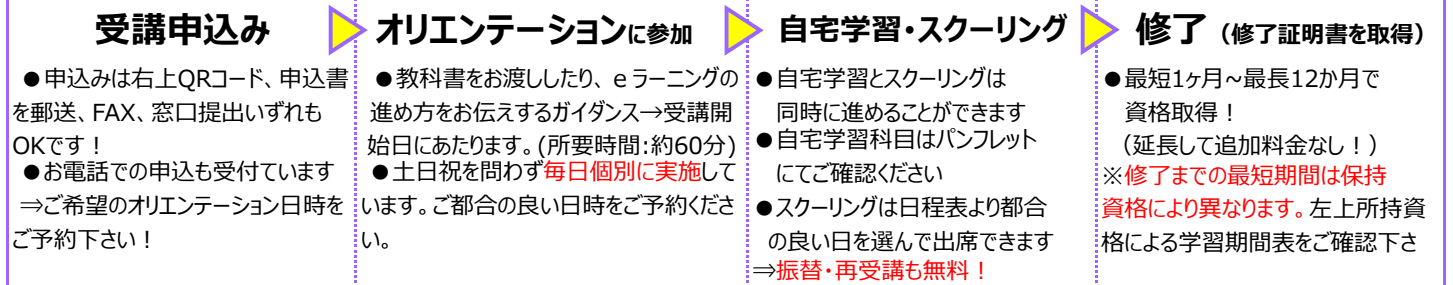 受講申込み
●申込みは右上QRコード、申込書
を郵送、FAX、窓口提出いずれも
OKです！
●お電話での申込も受付ています
⇒ご希望のオリエンテーション日時を
ご予約下さい！
オリエンテーションに参加
●教科書をお渡ししたり、eラーニングの
進め方をお伝えするガイダンス→受講開
始日にあたります。(所要時間:約60分)
●土日祝を問わず毎日個別に実施して
います。ご都合の良い日時をご予約くださ
い。
自宅学習・スクーリング
●自宅学習とスクーリングは
同時に進めることができます
●自宅学習科目はパンフレット
にてご確認ください
●スクーリングは日程表より都合
の良い日を選んで出席できます
⇒振替・再受講も無料！
修了（修了証明書を取得）
●最短1ヶ月~最長12か月で
資格取得！
（延長して追加料金なし！）
※修了までの最短期間は保持
資格により異なります。左上所持資
格による学習期間表をご確認下さ